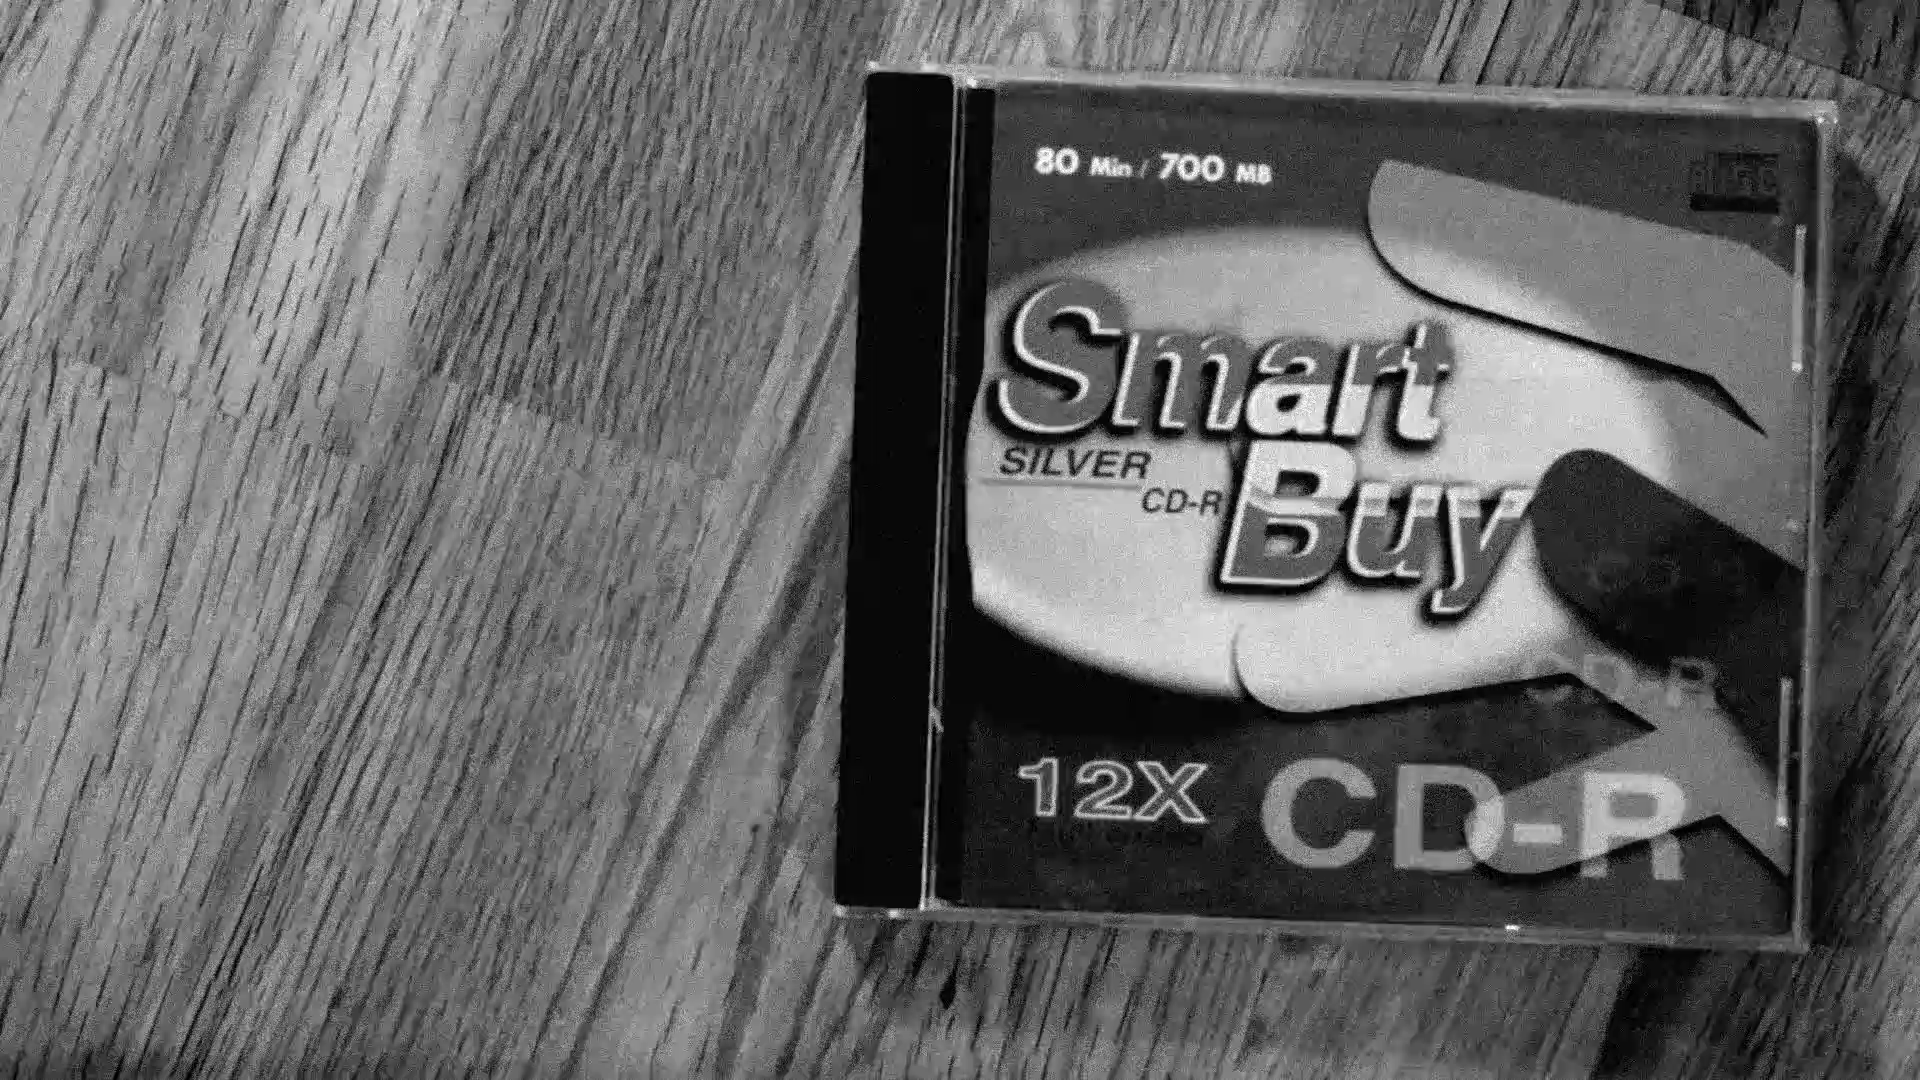 80 Min / 700 MB
Smart
SILVER
CD-R
Buy
12X CD-R